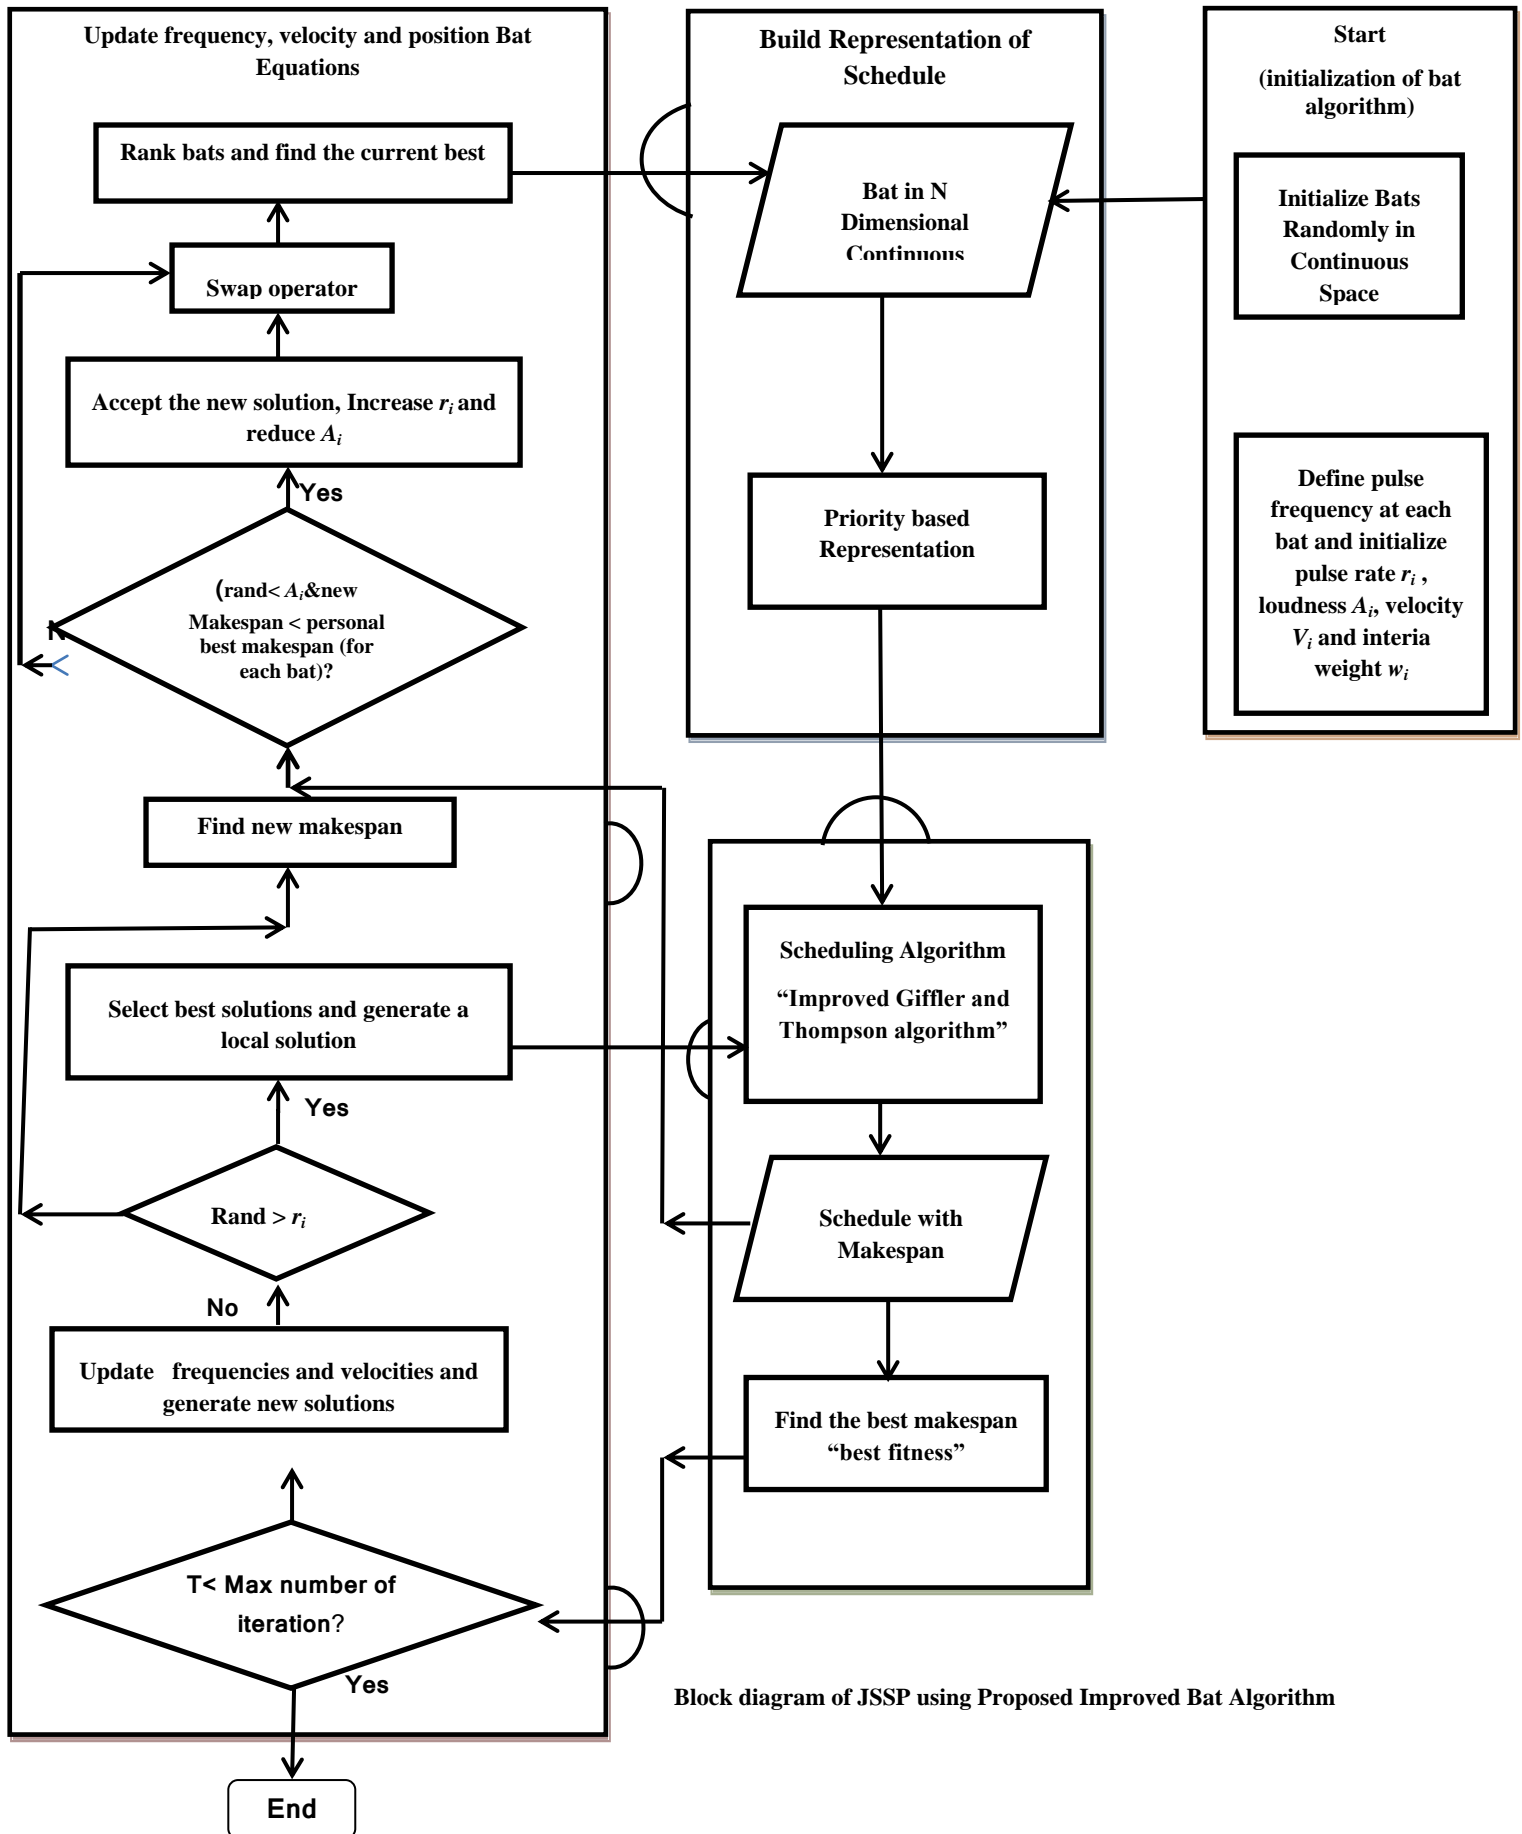 Update frequency, velocity and position Bat
Equations
Rank bats and find the current best
Swap operator
Accept the new solution, Increase ri and
reduce Ai
Yes
(rand< Ai&new
Makespan < personal
best makespan (for
each bat)?
N
Find new makespan
Select best solutions and generate a
local solution
Yes
Rand > ri
No
Update frequencies and velocities and
generate new solutions
T< Max number of
iteration?
Yes
End
Build Representation of
Schedule
Bat in N
Dimensional
Continuous
Priority based
Representation
Scheduling Algorithm
“Improved Giffler and
Thompson algorithm”
Schedule with
Makespan
Find the best makespan
“best fitness”
Start
(initialization of bat
algorithm)
Initialize Bats
Randomly in
Continuous
Space
Define pulse
frequency at each
bat and initialize
pulse rate ri ,
loudness Ai, velocity
Vi and interia
weight wi
Block diagram of JSSP using Proposed Improved Bat Algorithm